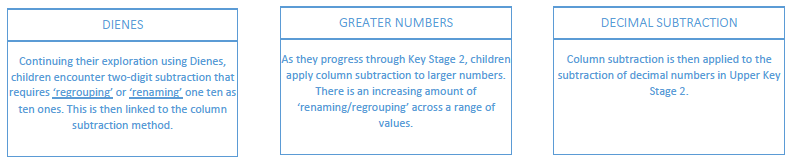 DIENES
Continuing their exploration using Dienes,
children encounter two-digit subtraction that
requires ‘regrouping’ or ‘renaming’ one ten as
ten ones. This is then linked to the column
subtraction method.
GREATER NUMBERS
As they progress through Key Stage 2, children
apply column subtraction to larger numbers.
There is an increasing amount of
‘renaming/regrouping’ across a range of
values.
DECIMAL SUBTRACTION
Column subtraction is then applied to the
subtraction of decimal numbers in Upper Key
Stage 2.